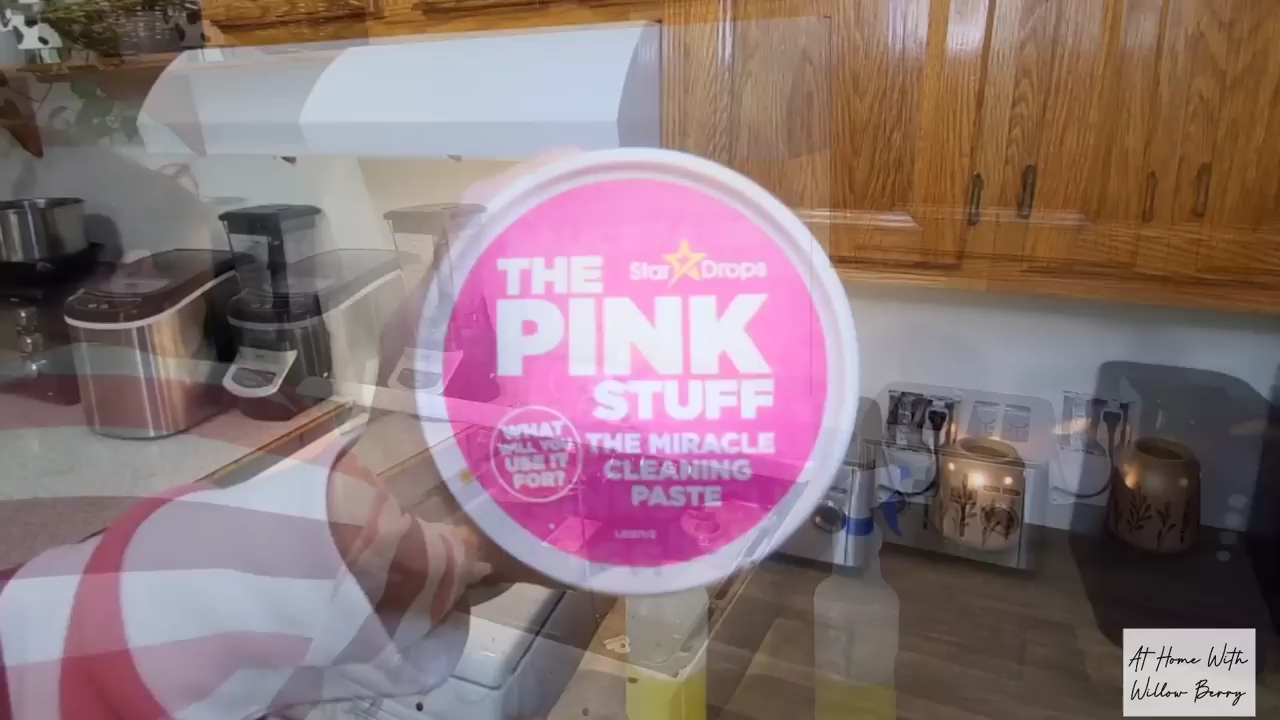 THE
Star Drops
PINK
STUFF
WHAT
WILL YOU
USE IT
FOR?
THE MIRACLE
CLEANING
PASTE
At Home With
Willow Berry